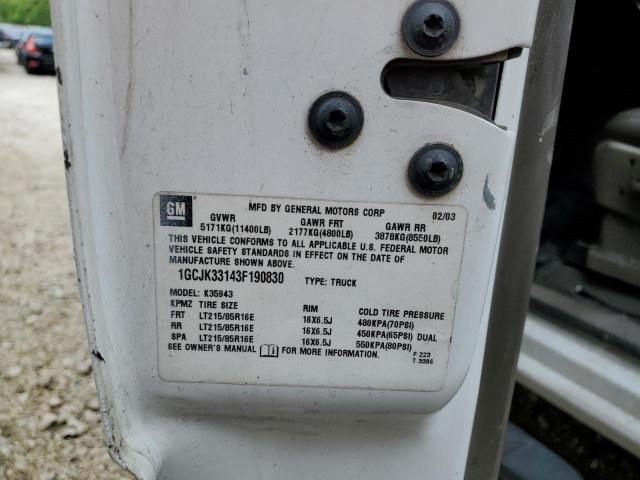 GM
MFD BY GENERAL MOTORS CORP 02/03
GVWR GAWR FRT GAWR RR
5171KG(11400LB) 2177KG(4800LB) 3878KG(8550LB)
THIS VEHICLE CONFORMS TO ALL APPLICABLE U.S. FEDERAL MOTOR
VEHICLE SAFETY STANDARDS IN EFFECT ON THE DATE OF
MANUFACTURE SHOWN ABOVE.
1GCJK33143F190830 TYPE: TRUCK
MODEL: K35943
KPMZ TIRE SIZE RIM COLD TIRE PRESSURE
FRT LT215/85R16E 16X6.5J 480KPA(70PSI)
RR LT215/85R16E 16X6.5J 450KPA(65PSI) DUAL
SPA LT215/85R16E 16X6.5J 550KPA(80PSI)
SEE OWNER'S MANUAL FOR MORE INFORMATION.
F 223
T 3386